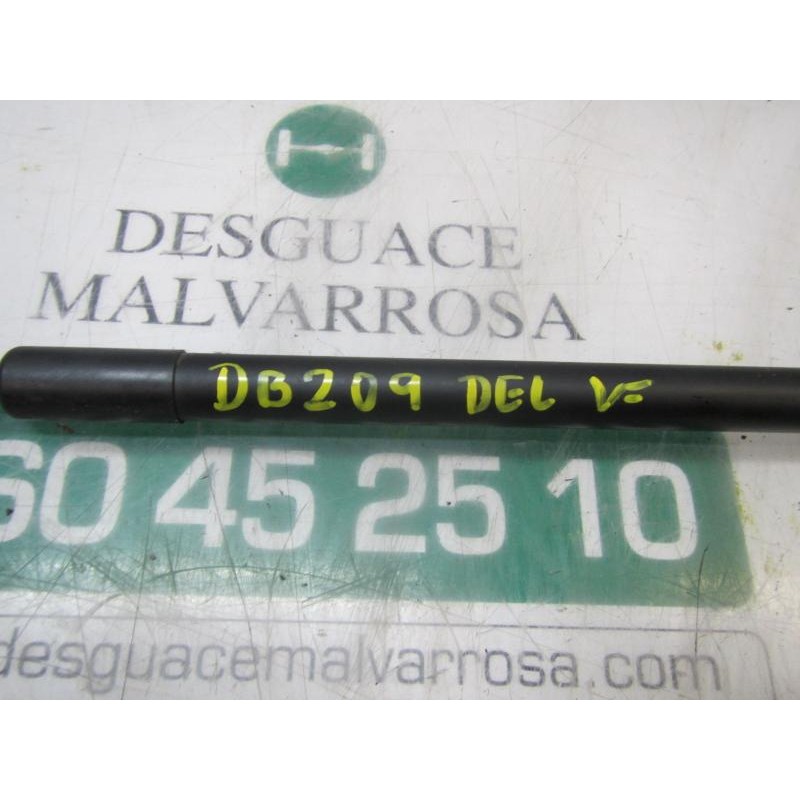 DESGUACE
MALVARROSA
DB209 DEL
60 45 25 10
desguacemalvarrosa.com